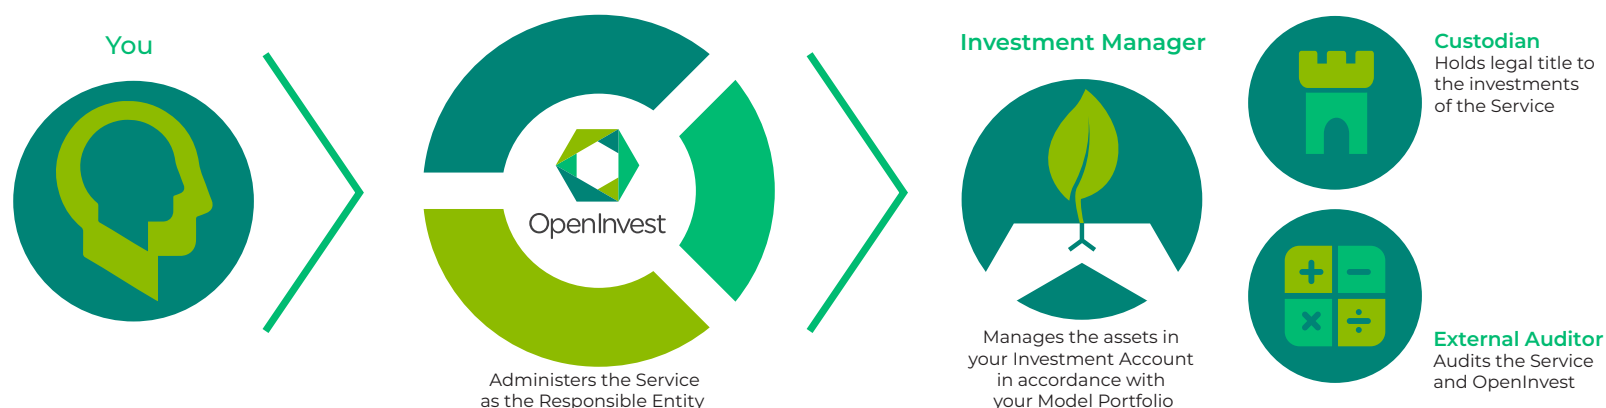 You
OpenInvest
Administers the Service
as the Responsible Entity
Investment Manager
Manages the assets in
your Investment Account
in accordance with
your Model Portfolio
Custodian
Holds legal title to
the investments
of the Service
External Auditor
Audits the Service
and OpenInvest